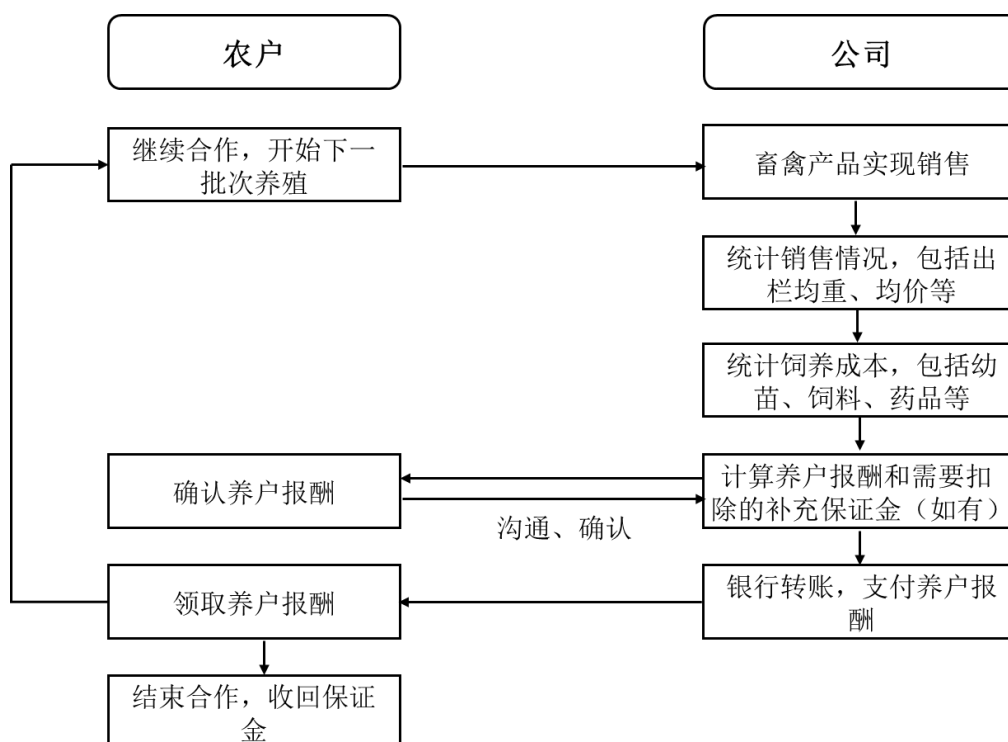 农户
公司
继续合作，开始下一
批次养殖
畜禽产品实现销售
统计销售情况，包括出
栏均重、均价等
统计饲养成本，包括幼
苗、饲料、药品等
确认养户报酬
沟通、确认
计算养户报酬和需要扣
除的补充保证金（如有）
领取养户报酬
银行转账，支付养户报
酬
结束合作，收回保证
金